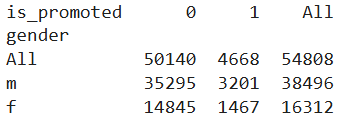 is_promoted 0 1 All
gender
All 50140 4668 54808
m 35295 3201 38496
f 14845 1467 16312